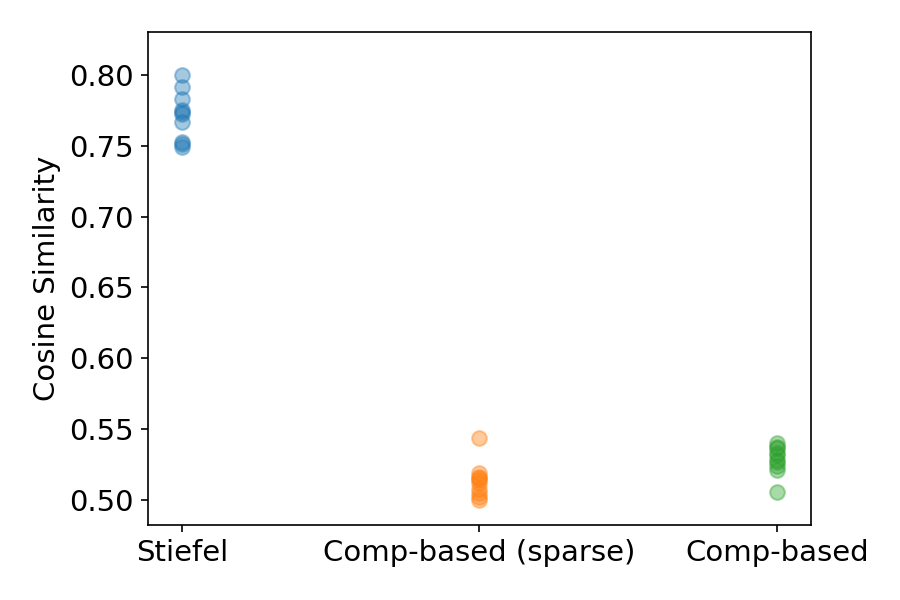 Cosine Similarity
0.80
0.75
0.70
0.65
0.60
0.55
0.50
Stiefel
Comp-based (sparse)
Comp-based